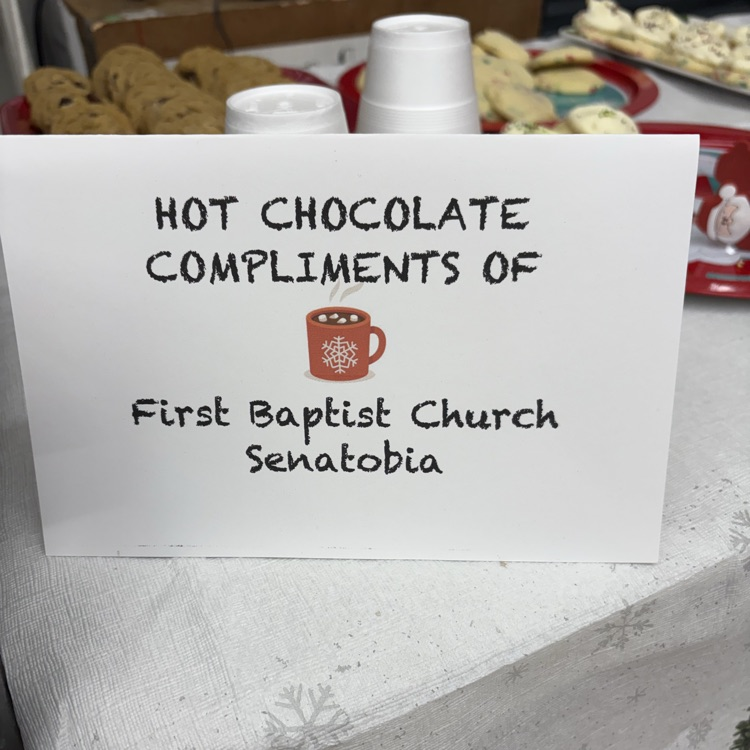 HOT CHOCOLATE
COMPLIMENTS OF
First Baptist Church
Senatobia